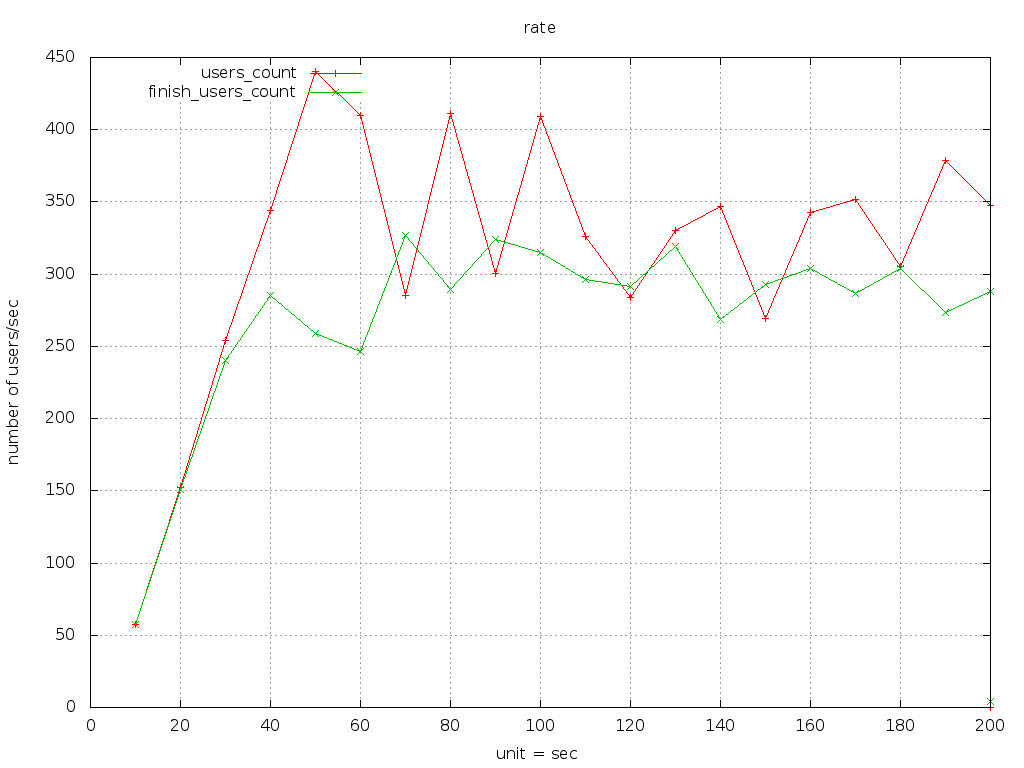 rate
users_count
finish_users_count
450
400
350
300
250
200
150
100
50
0
number of users/sec
0 20 40 60 80 100 120 140 160 180 200
unit = sec